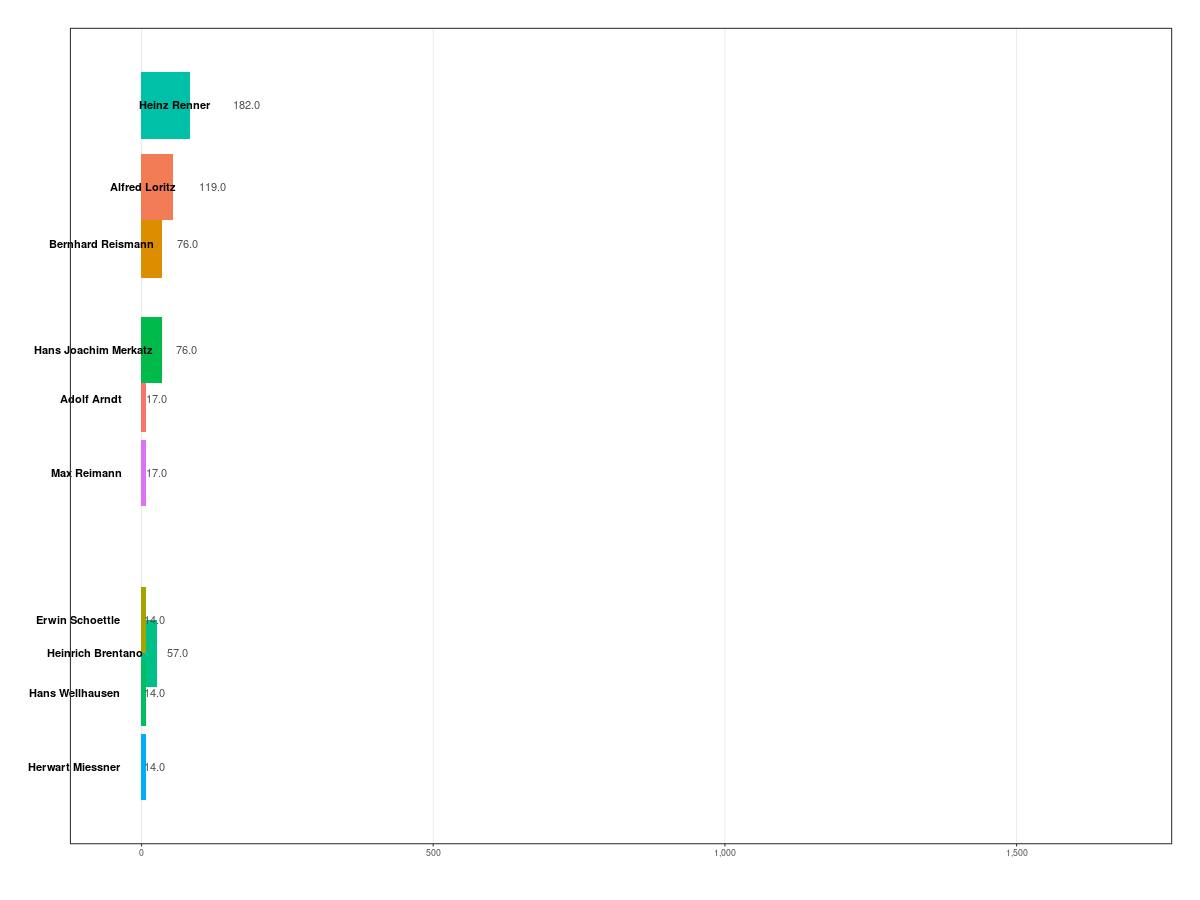 Heinz Renner 182.0
Alfred Loritz 119.0
Bernhard Reismann 76.0
Hans Joachim Merkatz 76.0
Adolf Arndt 17.0
Max Reimann 17.0
Erwin Schoettle 14.0
Heinrich Brentano 57.0
Hans Wellhausen 14.0
Herwart Miessner 14.0
0 500 1,000 1,500